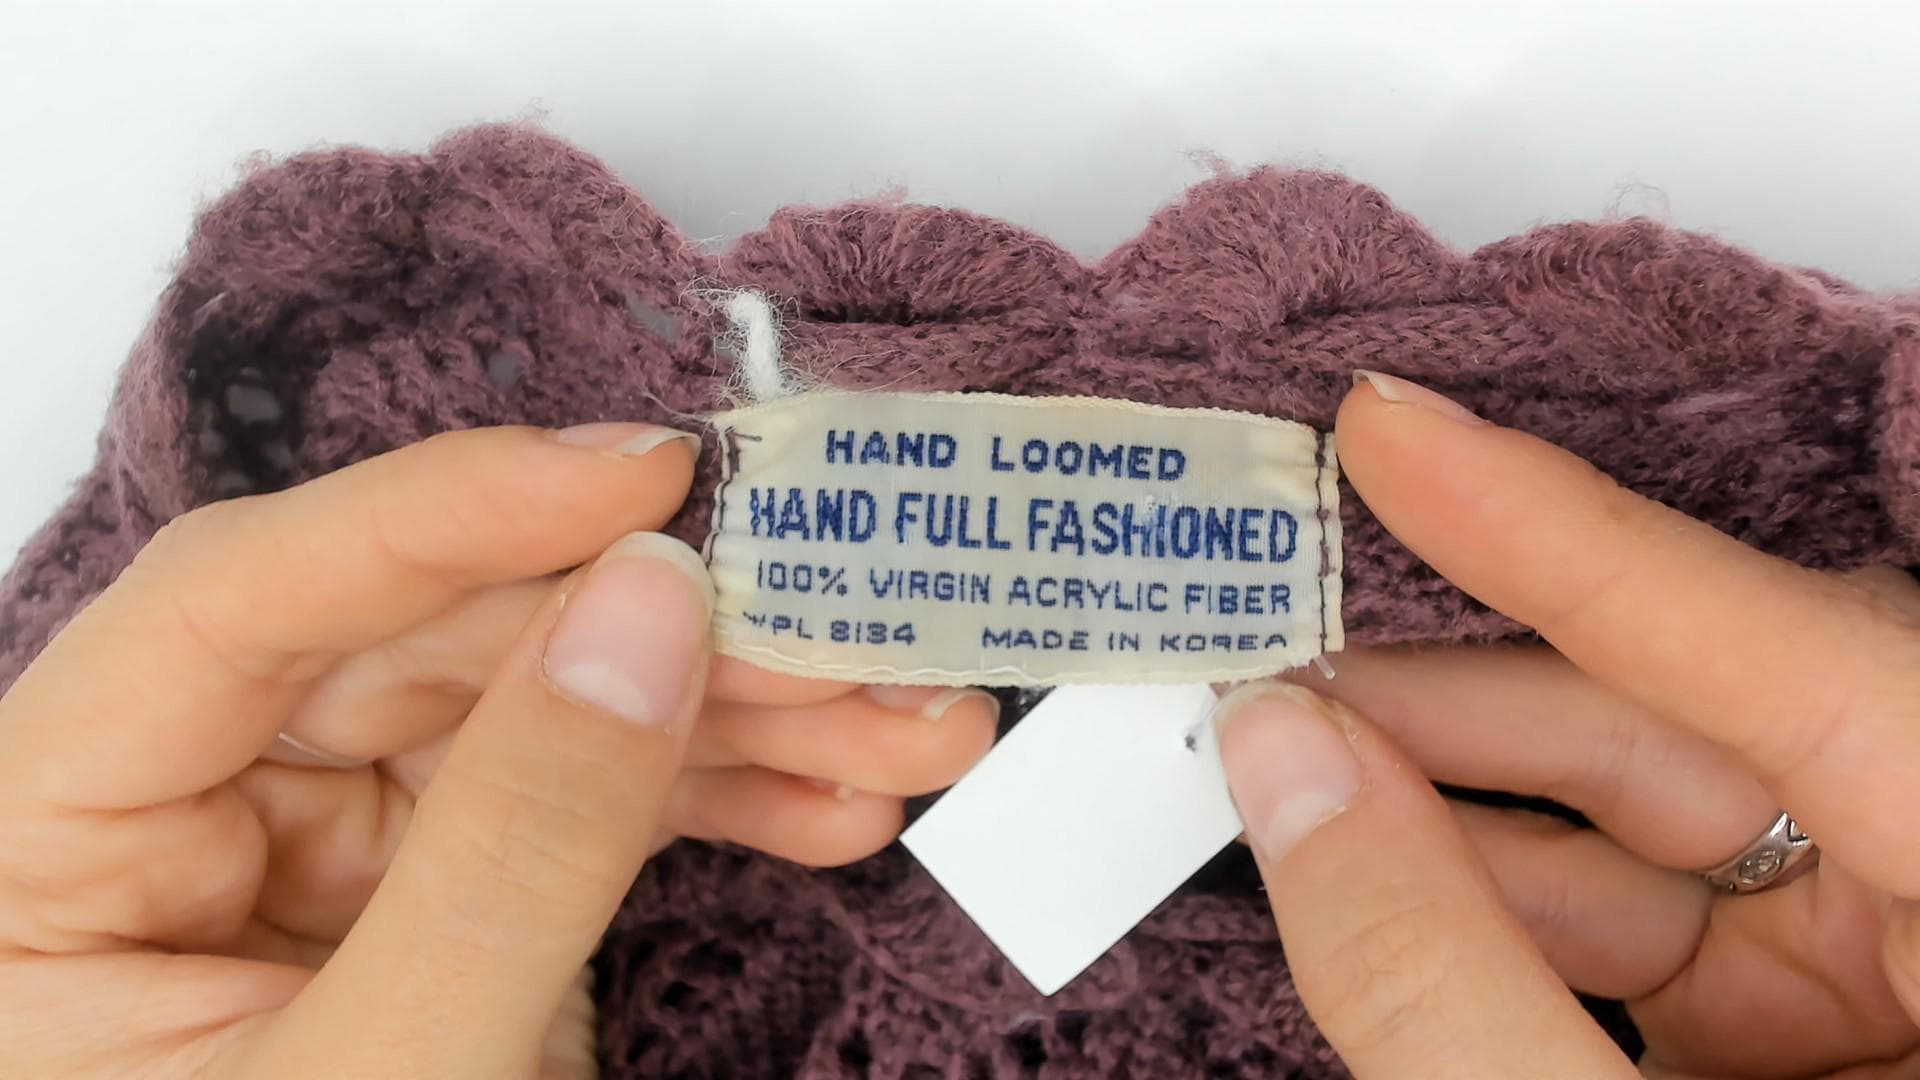 HAND LOOMED
HAND FULL FASHIONED
100% VIRGIN ACRYLIC FIBER
WPL 8134 MADE IN KOREA